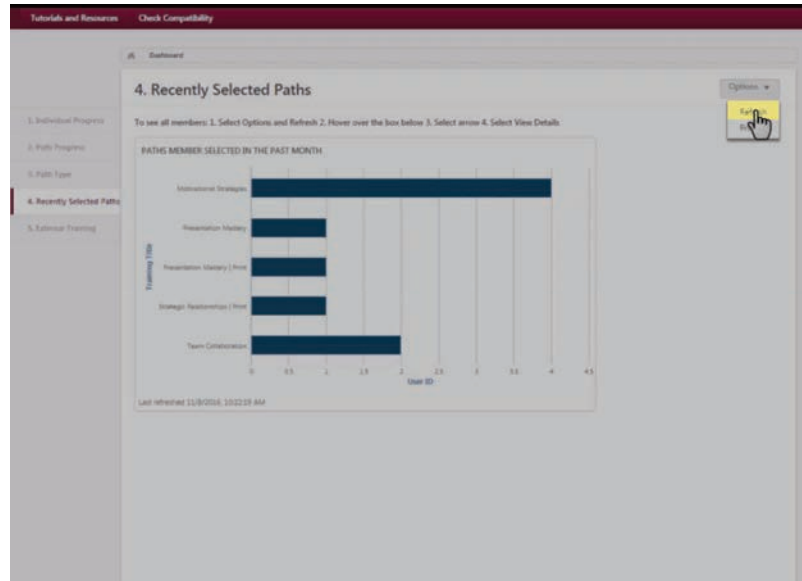 Tutorials and Resources Check Compatibility
Dashboard
4. Recently Selected Paths
Options
1. Individual Progress
2. Path Progress
3. Path Type
4. Recently Selected Paths
5. External Training
To see all members: 1. Select Options and Refresh 2. Hover over the box below 3. Select arrow 4. Select View Details
PATHS MEMBER SELECTED IN THE PAST MONTH
Training Title
Motivational Strategies
Presentation Mastery
Presentation Mastery | Print
Strategic Relationships | Print
Team Collaboration
0 0.5 1 1.5 2 2.5 3 3.5 4 4.5
User ID
Last refreshed 11/8/2016, 10:22:19 AM